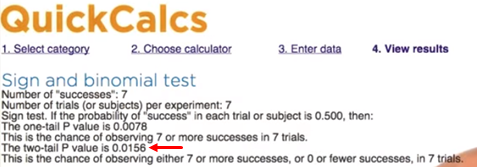 QuickCalcs
1. Select category 2. Choose calculator 3. Enter data 4. View results
Sign and binomial test
Number of "successes": 7
Number of trials (or subjects) per experiment: 7
Sign test. If the probability of "success" in each trial or subject is 0.500, then:
The one-tail P value is 0.0078
This is the chance of observing 7 or more successes in 7 trials.
The two-tail P value is 0.0156
This is the chance of observing either 7 or more successes, or 0 or fewer successes, in 7 trials.